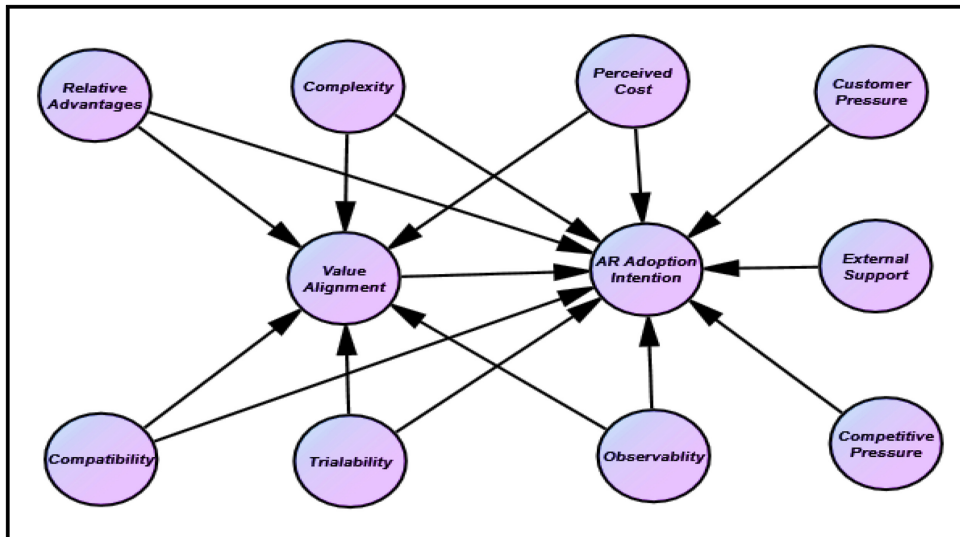 Relative
Advantages
Complexity
Perceived
Cost
Customer
Pressure
Value
Alignment
AR Adoption
Intention
External
Support
Compatibility
Trialability
Observablity
Competitive
Pressure